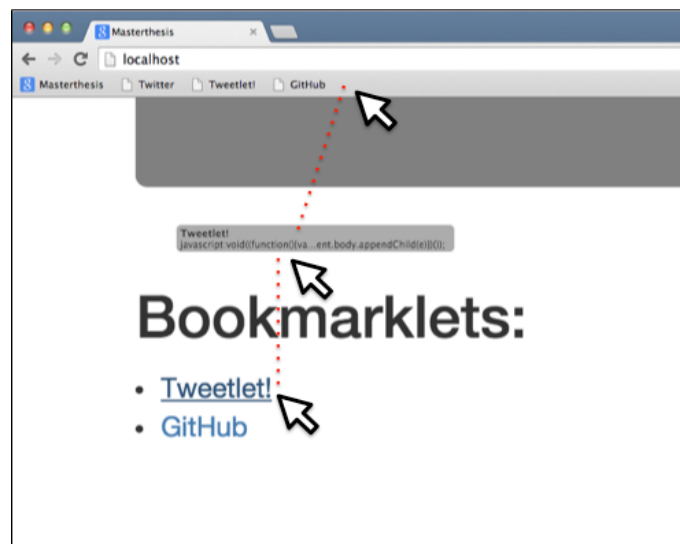 Masterthesis
localhost
Masterthesis Twitter Tweetlet! GitHub
Tweetlet!
javascript:void((function(){va...ent.body.appendChild(e)})());
Bookmarklets:
• Tweetlet!
• GitHub